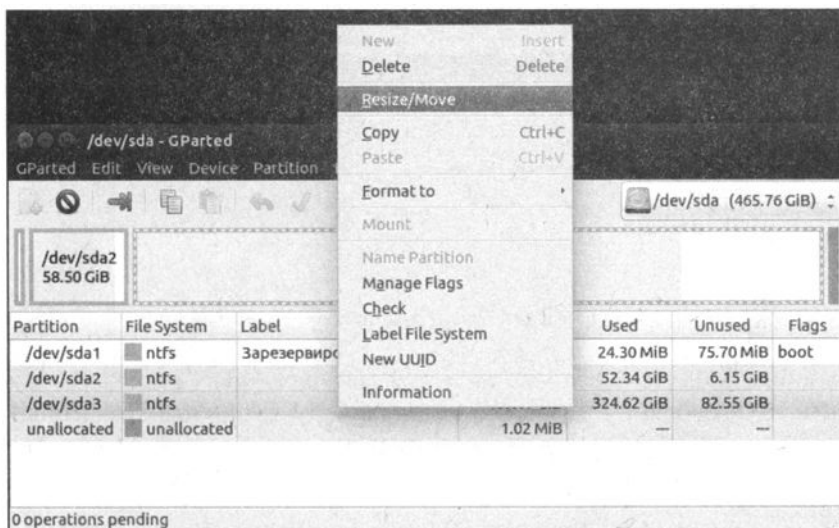 New Insert
Delete Delete
Resize/Move
Copy Ctrl+C
Paste Ctrl+V
Format to
Mount
Name Partition
Manage Flags
Check
Label File System
New UUID
Information
/dev/sda - GParted
GParted Edit View Device Partition
/dev/sda (465.76 GiB)
/dev/sda2
58.50 GiB
Partition File System Label Used Unused Flags
/dev/sda1 ntfs Зарезервиро 24.30 MiB 75.70 MiB boot
/dev/sda2 ntfs 52.34 GiB 6.15 GiB
/dev/sda3 ntfs 324.62 GiB 82.55 GiB
unallocated unallocated 1.02 MiB — —
0 operations pending